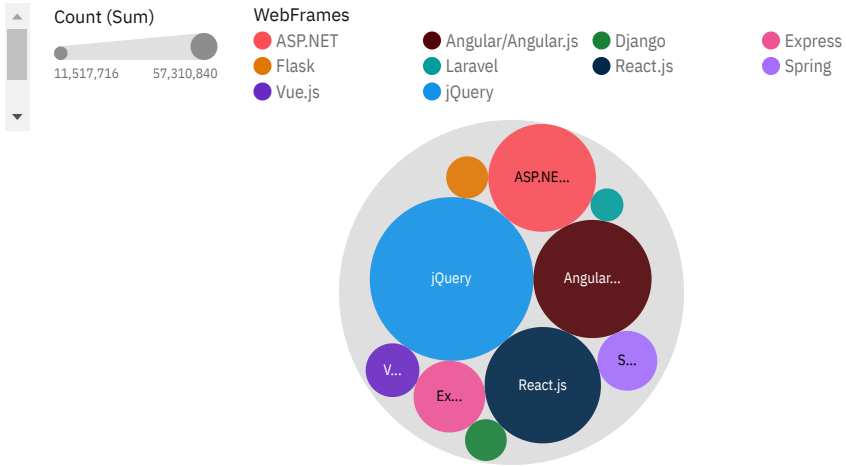 Count (Sum)
11,517,716 57,310,840
WebFrames
ASP.NET Angular/Angular.js Django Express
Flask Laravel React.js Spring
Vue.js jQuery
ASP.NE...
jQuery
Angular...
S...
V...
React.js
Ex...